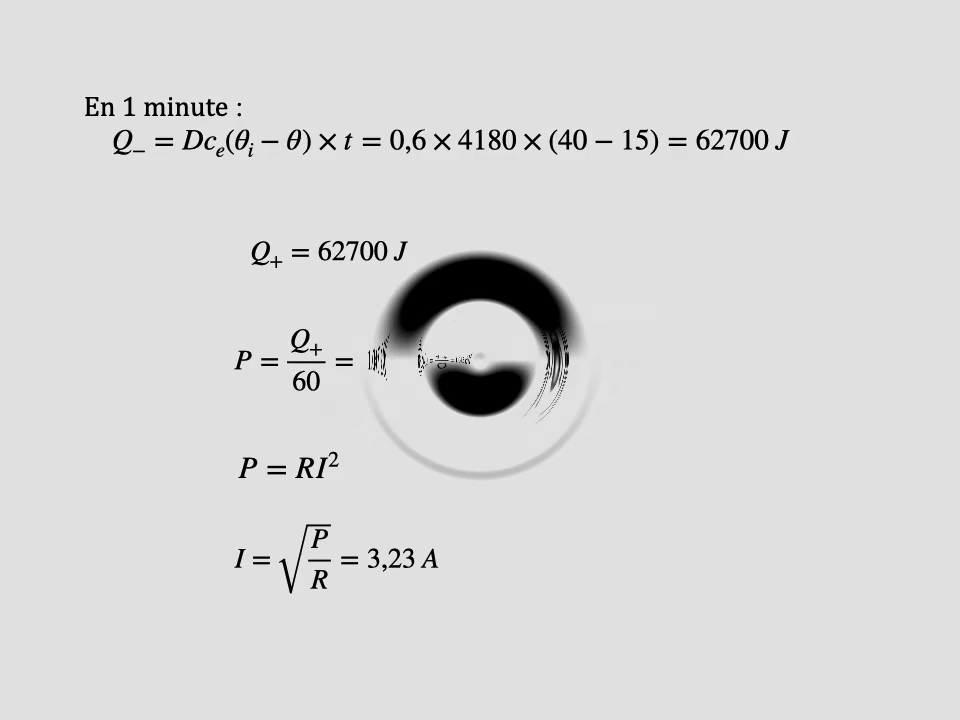 En 1 minute :
Q₋ = Dcₑ(θᵢ − θ) × t = 0,6 × 4180 × (40 − 15) = 62700 J
Q₊ = 62700 J
P = Q₊/60 =
P = RI²
I = √(P/R) = 3,23 A